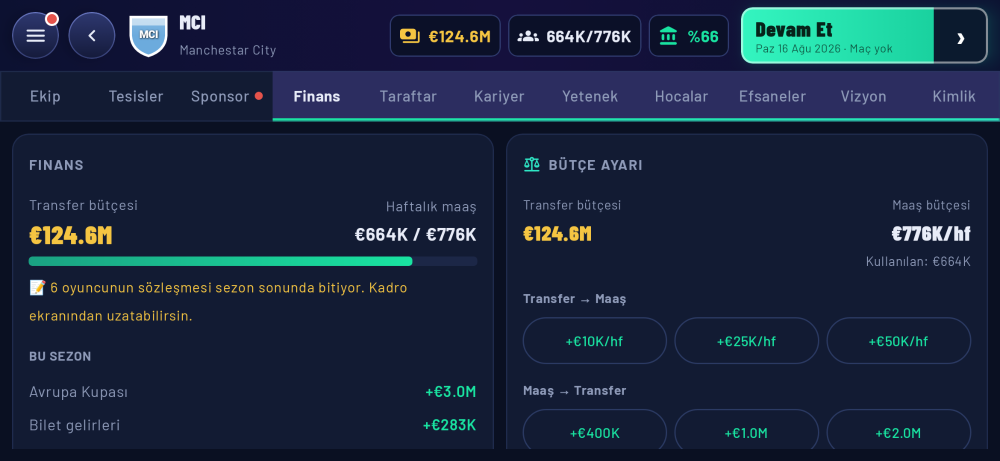 MCI
MCI
Manchestar City
€124.6M
664K/776K
%66
Devam Et
Paz 16 Ağu 2026 · Maç yok
Ekip
Tesisler
Sponsor
Finans
Taraftar
Kariyer
Yetenek
Hocalar
Efsaneler
Vizyon
Kimlik
FINANS
Transfer bütçesi
Haftalık maaş
€124.6M
€664K / €776K
6 oyuncunun sözleşmesi sezon sonunda bitiyor. Kadro
ekranından uzatabilirsin.
BU SEZON
Avrupa Kupası
+€3.0M
Bilet gelirleri
+€283K
BÜTÇE AYARI
Transfer bütçesi
Maaş bütçesi
€124.6M
€776K/hf
Kullanılan: €664K
Transfer → Maaş
+€10K/hf
+€25K/hf
+€50K/hf
Maaş → Transfer
+€400K
+€1.0M
+€2.0M